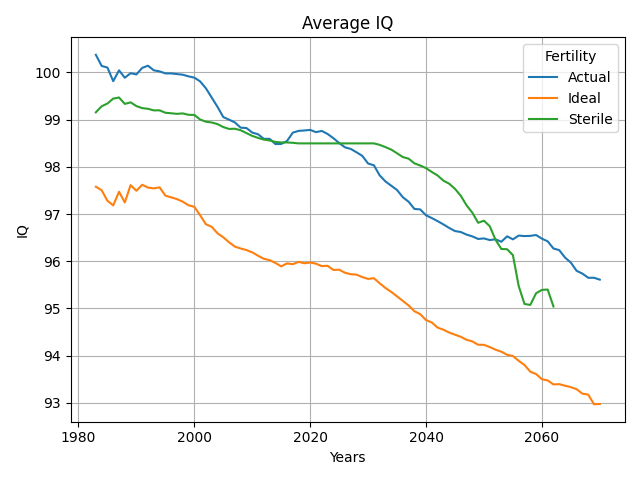 Average IQ
Fertility
Actual
Ideal
Sterile
IQ
100
99
98
97
96
95
94
93
1980
2000
2020
2040
2060
Years